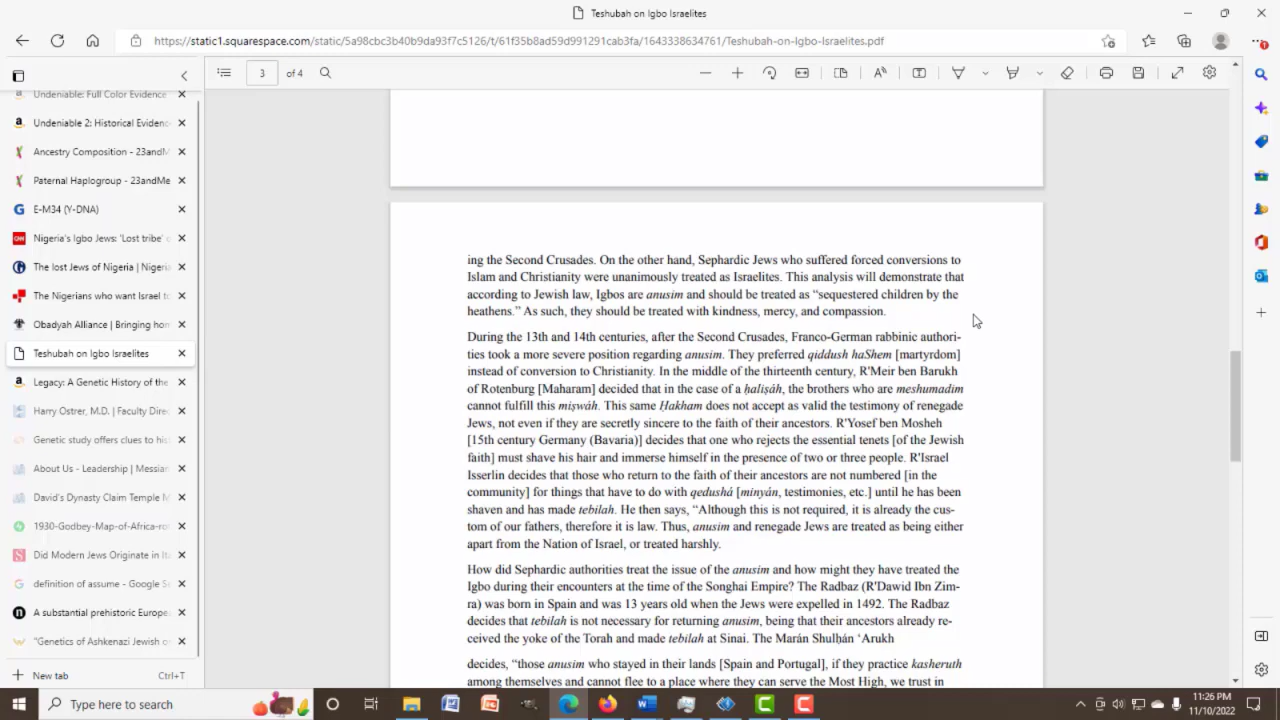 Teshubah on Igbo Israelites
https://static1.squarespace.com/static/5a98cbc3b40b9da93f7c5126/t/61f35b8ad59d991291cab3fa/1643338634761/Teshubah-on-Igbo-Israelites.pdf
3 of 4
Undeniable: Full Color Evidence
Undeniable 2: Historical Evidenc
Ancestry Composition - 23andM
Paternal Haplogroup - 23andMe
E-M34 (Y-DNA)
Nigeria's Igbo Jews: 'Lost tribe' o
The lost Jews of Nigeria | Nigeria
The Nigerians who want Israel to
Obadyah Alliance | Bringing hom
Teshubah on Igbo Israelites
Legacy: A Genetic History of the
Harry Ostrer, M.D. | Faculty Direc
Genetic study offers clues to his
About Us - Leadership | Messian
David's Dynasty Claim Temple M
1930-Godbey-Map-of-Africa-ro
Did Modern Jews Originate in Ita
definition of assume - Google S
A substantial prehistoric Europe
"Genetics of Ashkenazi Jewish o
New tab Ctrl+T
ing the Second Crusades. On the other hand, Sephardic Jews who suffered forced conversions to
Islam and Christianity were unanimously treated as Israelites. This analysis will demonstrate that
according to Jewish law, Igbos are anusim and should be treated as “sequestered children by the
heathens.” As such, they should be treated with kindness, mercy, and compassion.
During the 13th and 14th centuries, after the Second Crusades, Franco-German rabbinic authori-
ties took a more severe position regarding anusim. They preferred qiddush haShem [martyrdom]
instead of conversion to Christianity. In the middle of the thirteenth century, R'Meir ben Barukh
of Rotenburg [Maharam] decided that in the case of a ḥaliṣáh, the brothers who are meshumadim
cannot fulfill this miṣwáh. This same Ḥakham does not accept as valid the testimony of renegade
Jews, not even if they are secretly sincere to the faith of their ancestors. R'Yosef ben Mosheh
[15th century Germany (Bavaria)] decides that one who rejects the essential tenets [of the Jewish
faith] must shave his hair and immerse himself in the presence of two or three people. R'Israel
Isserlin decides that those who return to the faith of their ancestors are not numbered [in the
community] for things that have to do with qedushá [minyán, testimonies, etc.] until he has been
shaven and has made tebilah. He then says, “Although this is not required, it is already the cus-
tom of our fathers, therefore it is law. Thus, anusim and renegade Jews are treated as being either
apart from the Nation of Israel, or treated harshly.
How did Sephardic authorities treat the issue of the anusim and how might they have treated the
Igbo during their encounters at the time of the Songhai Empire? The Radbaz (R'Dawid Ibn Zim-
ra) was born in Spain and was 13 years old when the Jews were expelled in 1492. The Radbaz
decides that tebilah is not necessary for returning anusim, being that their ancestors already re-
ceived the yoke of the Torah and made tebilah at Sinai. The Marán Shulḥán ‘Arukh
decides, “those anusim who stayed in their lands [Spain and Portugal], if they practice kasheruth
among themselves and cannot flee to a place where they can serve the Most High, we trust in
Type here to search
11:26 PM
11/10/2022